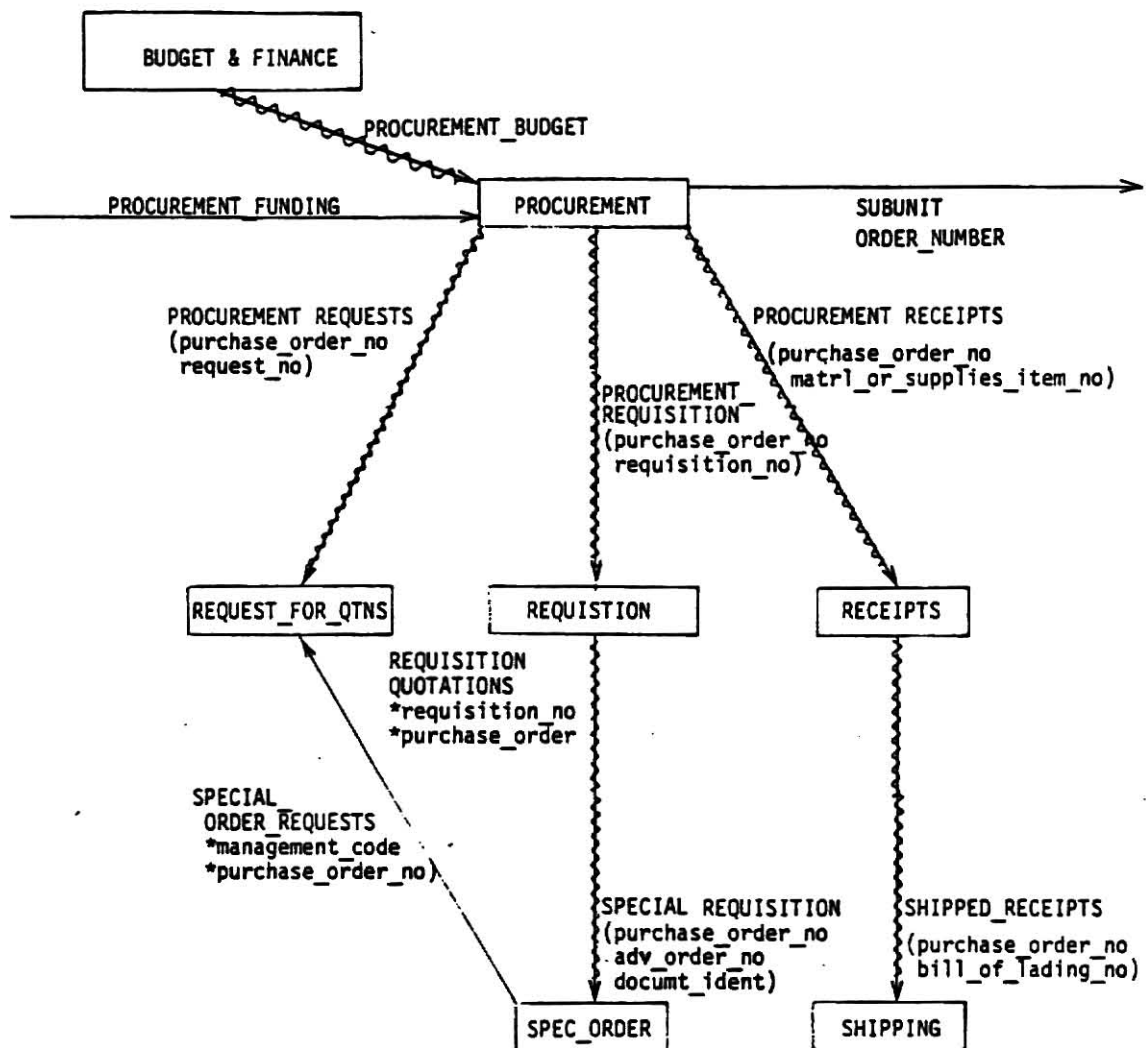 BUDGET & FINANCE
PROCUREMENT_BUDGET
PROCUREMENT_FUNDING
PROCUREMENT
SUBUNIT
ORDER_NUMBER
PROCUREMENT REQUESTS
(purchase_order_no
request_no)
PROCUREMENT RECEIPTS
(purchase_order_no
matrl_or_supplies_item_no)
PROCUREMENT_
REQUISITION
(purchase_order_no
requisition_no)
REQUEST_FOR_QTNS
REQUISTION
RECEIPTS
REQUISITION
QUOTATIONS
*requisition_no
*purchase_order
SPECIAL_
ORDER_REQUESTS
*management_code
*purchase_order_no)
SPECIAL REQUISITION
(purchase_order_no
adv_order_no
documt_ident)
SHIPPED_RECEIPTS
(purchase_order_no
bill_of_lading_no)
SPEC_ORDER
SHIPPING